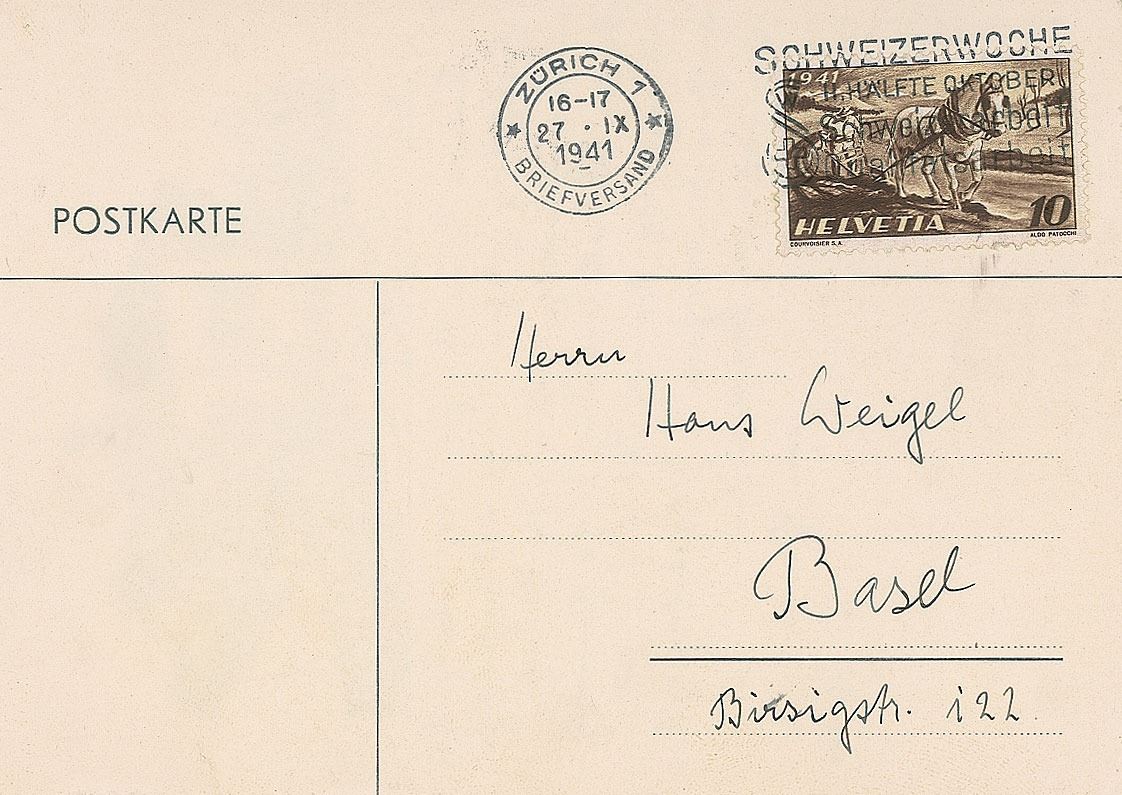 SCHWEIZERWOCHE
ZÜRICH 1
16-17
27 · IX
1941
BRIEFVERSAND
1941
II. HÄLFTE OKTOBER
HELVETIA 10
COURVOISIER S.A. ALDO PATOCCHI
POSTKARTE
Herrn
Hans Weigel
Basel
Birsigstr. 122.